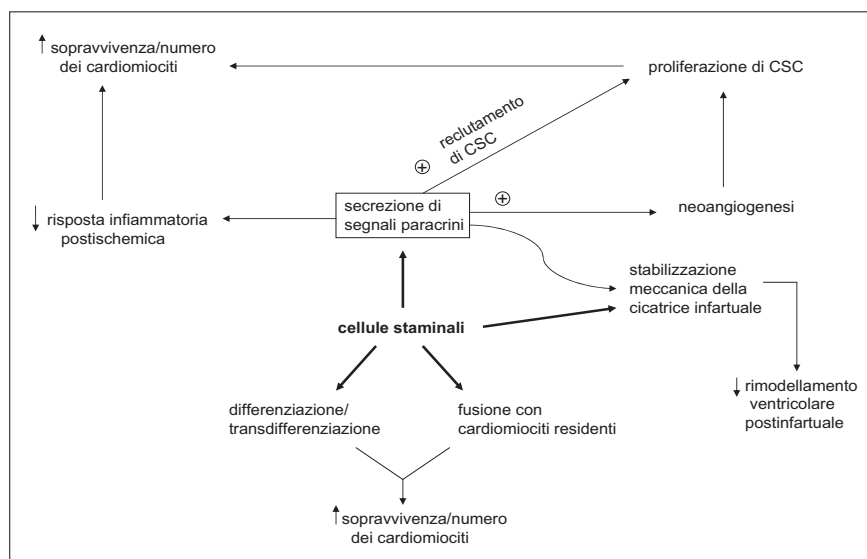 ↑ sopravvivenza/numero
dei cardiomiociti
proliferazione di CSC
reclutamento
di CSC
⊕
secrezione di
segnali paracrini
⊕
neoangiogenesi
↓ risposta infiammatoria
postischemica
stabilizzazione
meccanica della
cicatrice infartuale
cellule staminali
↓ rimodellamento
ventricolare
postinfartuale
differenziazione/
transdifferenziazione
fusione con
cardiomiociti residenti
↑ sopravvivenza/numero
dei cardiomiociti